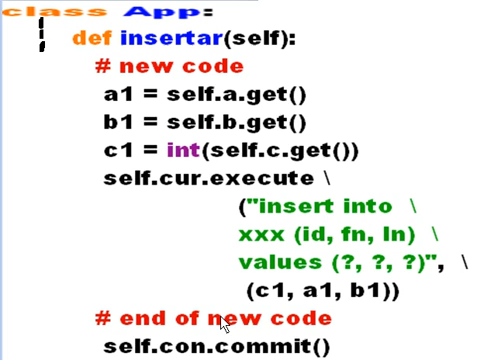 class App:
def insertar(self):
# new code
a1 = self.a.get()
b1 = self.b.get()
c1 = int(self.c.get())
self.cur.execute \
("insert into \
xxx (id, fn, ln) \
values (?, ?, ?)", \
(c1, a1, b1))
# end of new code
self.con.commit()